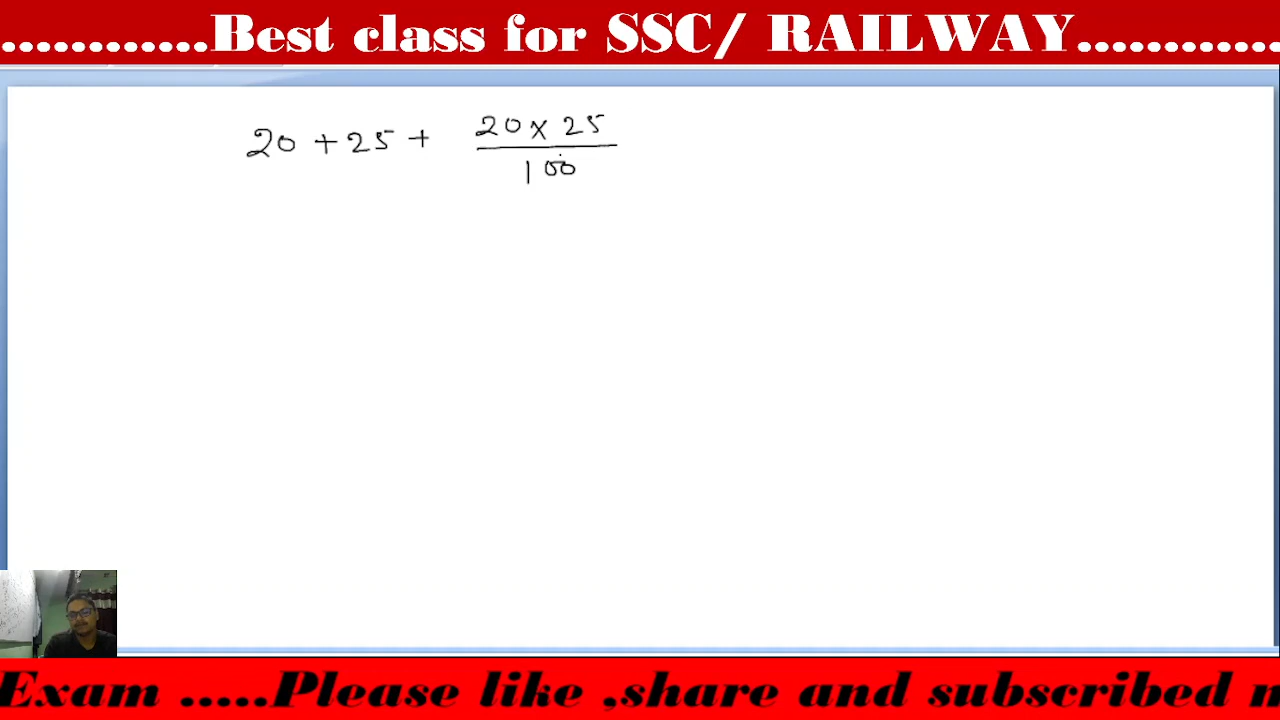 ............Best class for SSC/ RAILWAY............
20 + 25 + 20 x 25 / 100
Exam .....Please like ,share and subscribed